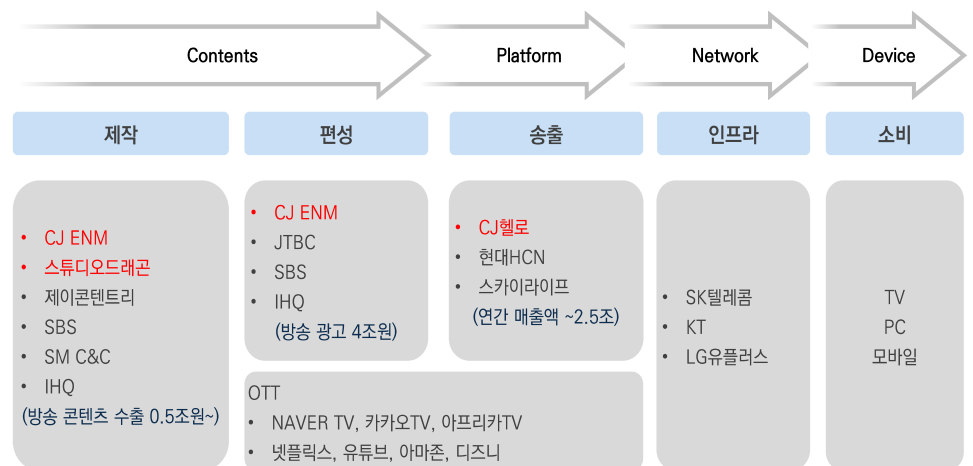 Contents
Platform
Network
Device
제작
편성
송출
인프라
소비
• CJ ENM
• 스튜디오드래곤
• 제이콘텐트리
• SBS
• SM C&C
• IHQ
(방송 콘텐츠 수출 0.5조원~)
• CJ ENM
• JTBC
• SBS
• IHQ
(방송 광고 4조원)
• CJ헬로
• 현대HCN
• 스카이라이프
(연간 매출액 ~2.5조)
OTT
• NAVER TV, 카카오TV, 아프리카TV
• 넷플릭스, 유튜브, 아마존, 디즈니
• SK텔레콤
• KT
• LG유플러스
TV
PC
모바일